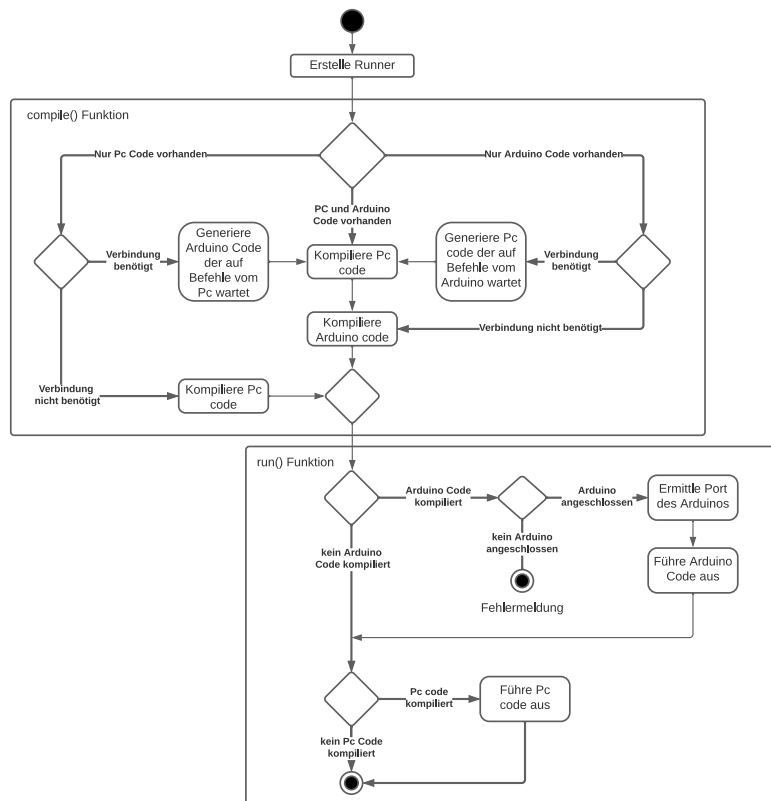 Erstelle Runner
compile() Funktion
Nur Pc Code vorhanden
Nur Arduino Code vorhanden
PC und Arduino
Code vorhanden
Verbindung
benötigt
Generiere
Arduino Code
der auf
Befehle vom
Pc wartet
Kompiliere Pc
code
Generiere Pc
code der auf
Befehle vom
Arduino wartet
Verbindung
benötigt
Kompiliere
Arduino code
Verbindung nicht benötigt
Verbindung
nicht benötigt
Kompiliere Pc
code
run() Funktion
Arduino Code
kompiliert
Arduino
angeschlossen
Ermittle Port
des Arduinos
kein Arduino
Code kompiliert
kein Arduino
angeschlossen
Führe Arduino
Code aus
Fehlermeldung
Pc code
kompiliert
Führe Pc
code aus
kein Pc Code
kompiliert